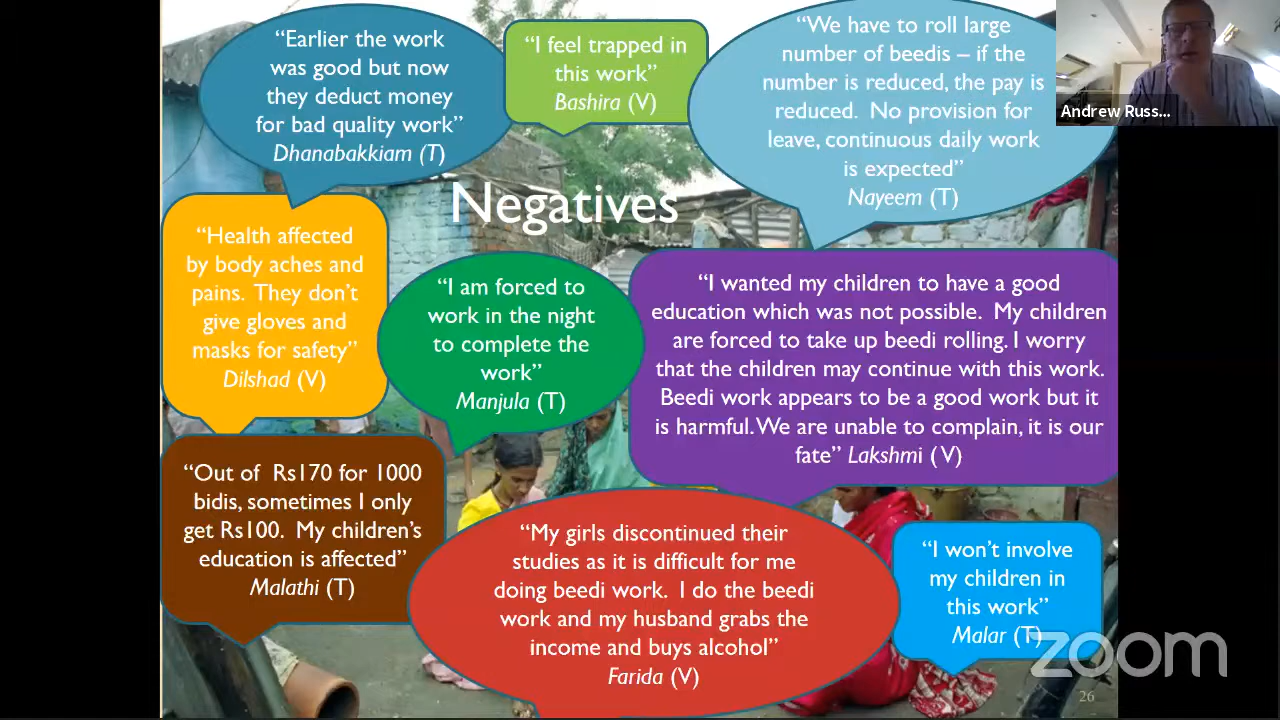 “Earlier the work
was good but now
they deduct money
for bad quality work”
Dhanabakkiam (T)
“I feel trapped in
this work”
Bashira (V)
“We have to roll large
number of beedis – if the
number is reduced, the pay is
reduced. No provision for
leave, continuous daily work
is expected”
Nayeem (T)
Andrew Russ...
Negatives
“Health affected
by body aches and
pains. They don’t
give gloves and
masks for safety”
Dilshad (V)
“I am forced to
work in the night
to complete the
work”
Manjula (T)
“I wanted my children to have a good
education which was not possible. My children
are forced to take up beedi rolling. I worry
that the children may continue with this work.
Beedi work appears to be a good work but it
is harmful. We are unable to complain, it is our
fate” Lakshmi (V)
“Out of Rs170 for 1000
bidis, sometimes I only
get Rs100. My children’s
education is affected”
Malathi (T)
“My girls discontinued their
studies as it is difficult for me
doing beedi work. I do the beedi
work and my husband grabs the
income and buys alcohol”
Farida (V)
“I won’t involve
my children in
this work”
Malar (T)
zoom
26